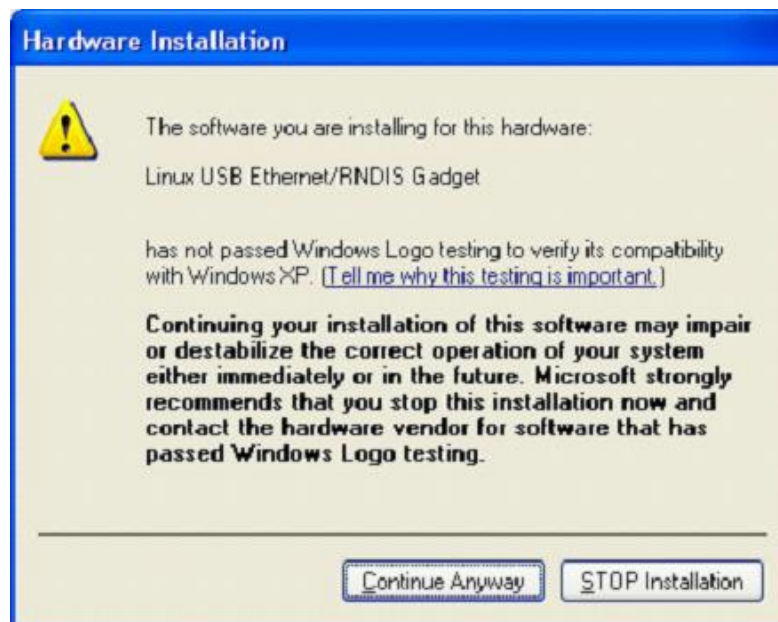 Hardware Installation
The software you are installing for this hardware:
Linux USB Ethernet/RNDIS Gadget
has not passed Windows Logo testing to verify its compatibility
with Windows XP. (Tell me why this testing is important.)
Continuing your installation of this software may impair
or destabilize the correct operation of your system
either immediately or in the future. Microsoft strongly
recommends that you stop this installation now and
contact the hardware vendor for software that has
passed Windows Logo testing.
Continue Anyway
STOP Installation